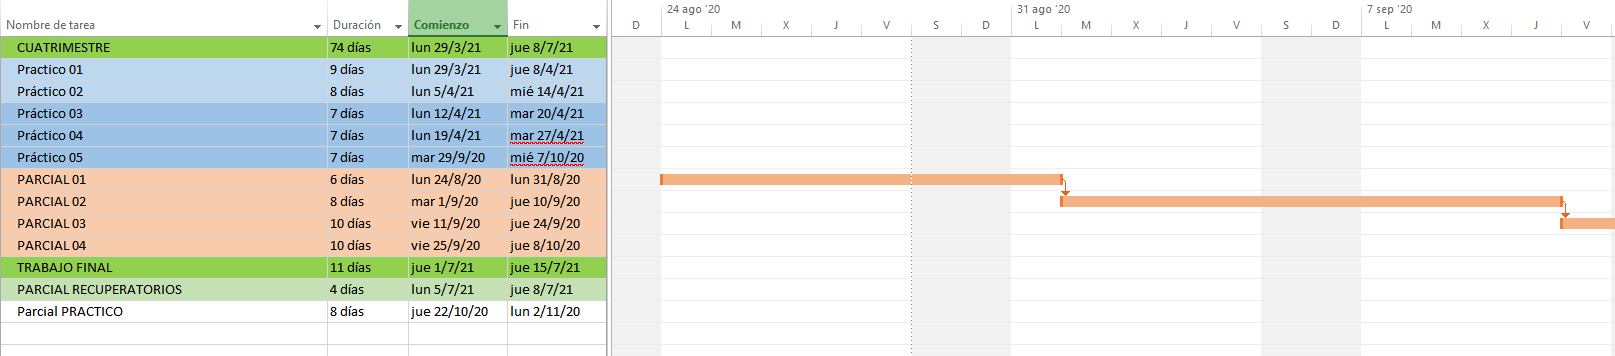 24 ago '20 31 ago '20 7 sep '20
Nombre de tarea Duración Comienzo Fin D L M X J V S D L M X J V S D L M X J V
CUATRIMESTRE 74 días lun 29/3/21 jue 8/7/21
Practico 01 9 días lun 29/3/21 jue 8/4/21
Práctico 02 8 días lun 5/4/21 mié 14/4/21
Práctico 03 7 días lun 12/4/21 mar 20/4/21
Práctico 04 7 días lun 19/4/21 mar 27/4/21
Práctico 05 7 días mar 29/9/20 mié 7/10/20
PARCIAL 01 6 días lun 24/8/20 lun 31/8/20
PARCIAL 02 8 días mar 1/9/20 jue 10/9/20
PARCIAL 03 10 días vie 11/9/20 jue 24/9/20
PARCIAL 04 10 días vie 25/9/20 jue 8/10/20
TRABAJO FINAL 11 días jue 1/7/21 jue 15/7/21
PARCIAL RECUPERATORIOS 4 días lun 5/7/21 jue 8/7/21
Parcial PRACTICO 8 días jue 22/10/20 lun 2/11/20